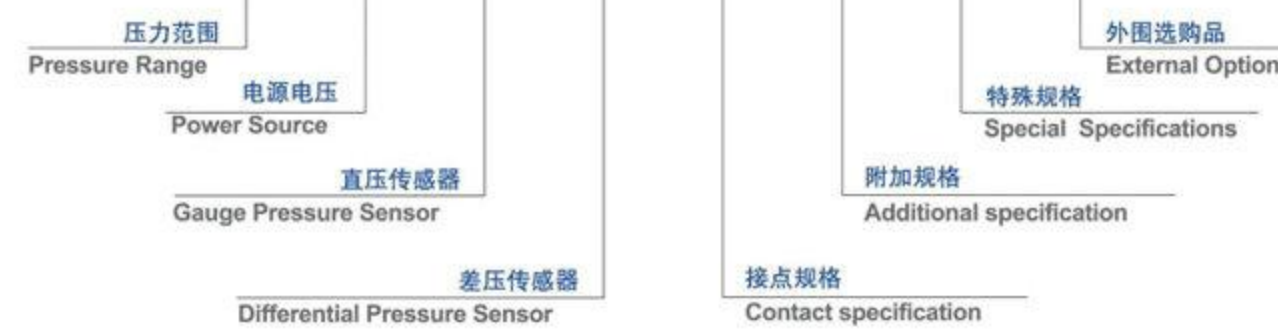 压力范围
Pressure Range
电源电压
Power Source
直压传感器
Gauge Pressure Sensor
差压传感器
Differential Pressure Sensor
外围选购品
External Option
特殊规格
Special Specifications
附加规格
Additional specification
接点规格
Contact specification